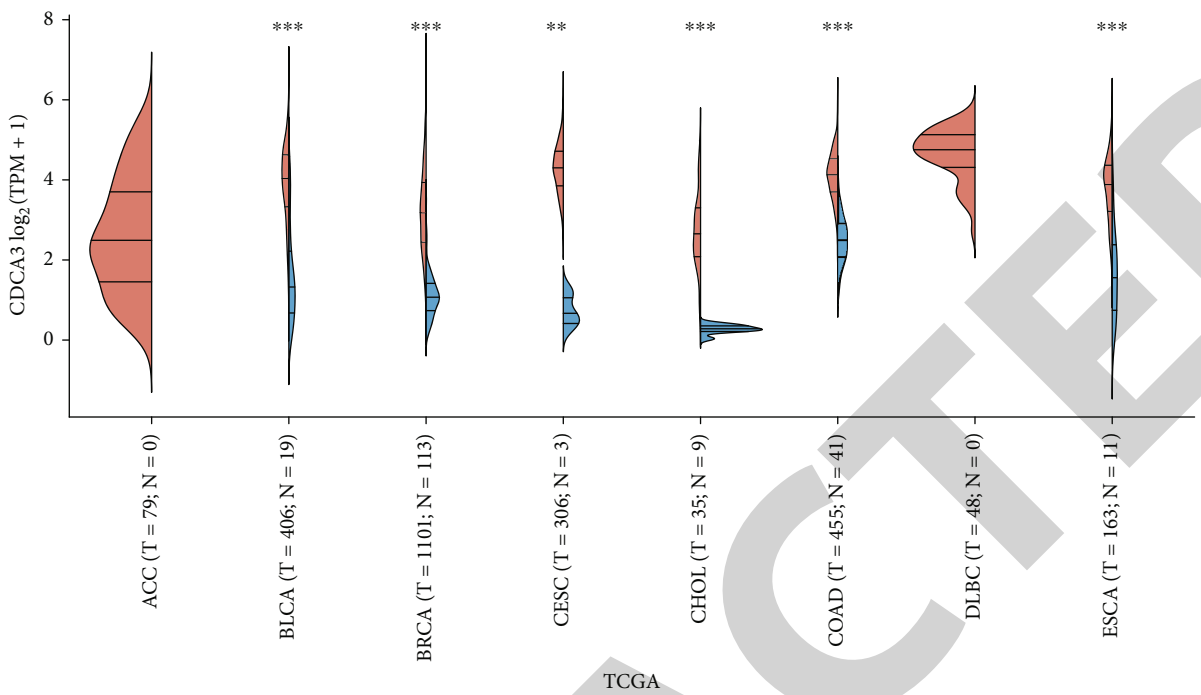 CDCA3 log₂ (TPM + 1)
8
6
4
2
0
***
***
**
***
***
***
ACC (T = 79; N = 0)
BLCA (T = 406; N = 19)
BRCA (T = 1101; N = 113)
CESC (T = 306; N = 3)
CHOL (T = 35; N = 9)
COAD (T = 455; N = 41)
DLBC (T = 48; N = 0)
ESCA (T = 163; N = 11)
TCGA
CTED